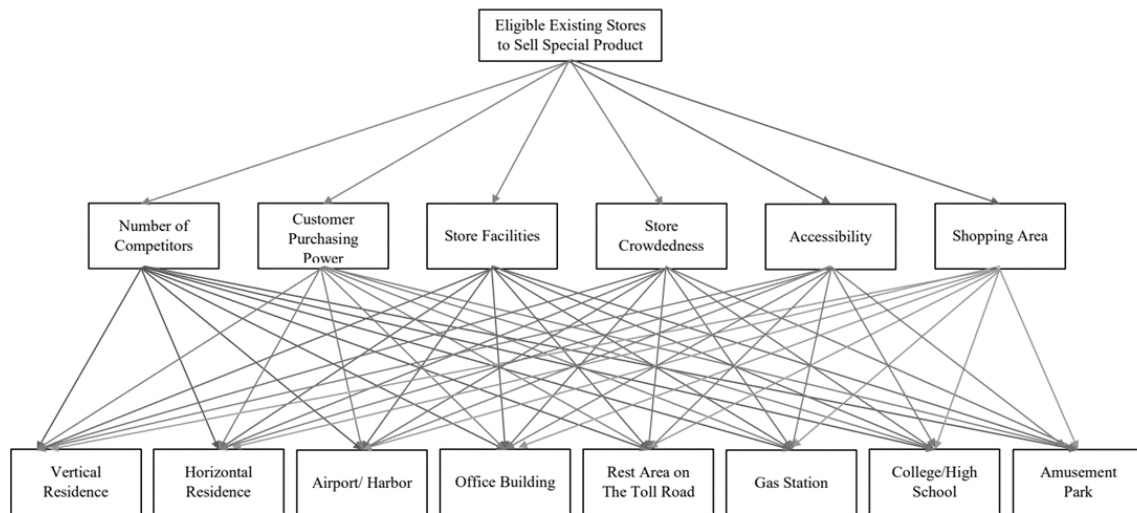 Eligible Existing Stores
to Sell Special Product
Number of
Competitors
Customer
Purchasing
Power
Store Facilities
Store
Crowdedness
Accessibility
Shopping Area
Vertical
Residence
Horizontal
Residence
Airport/ Harbor
Office Building
Rest Area on
The Toll Road
Gas Station
College/High
School
Amusement
Park